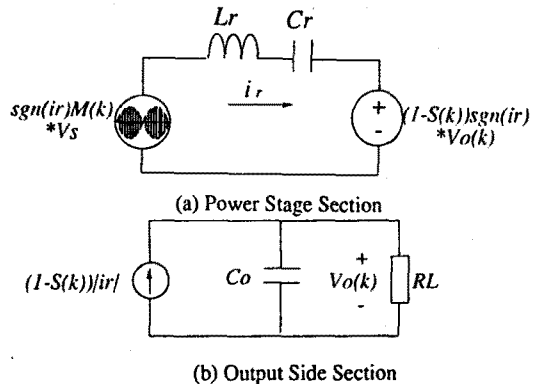 Lr
Cr
ir
sgn(ir)M(k)
*Vs
+
-
(1-S(k))sgn(ir)
*Vo(k)
(a) Power Stage Section
(1-S(k))/ir/
Co
+
Vo(k)
-
RL
(b) Output Side Section